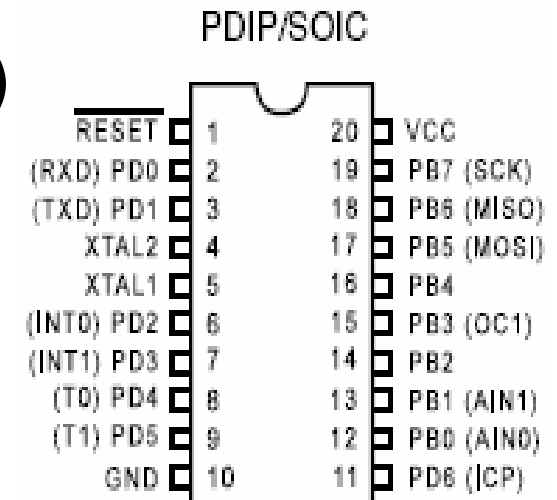 PDIP/SOIC
RESET 1 20 VCC
(RXD) PD0 2 19 PB7 (SCK)
(TXD) PD1 3 18 PB6 (MISO)
XTAL2 4 17 PB5 (MOSI)
XTAL1 5 16 PB4
(INT0) PD2 6 15 PB3 (OC1)
(INT1) PD3 7 14 PB2
(T0) PD4 8 13 PB1 (AIN1)
(T1) PD5 9 12 PB0 (AIN0)
GND 10 11 PD6 (ICP)